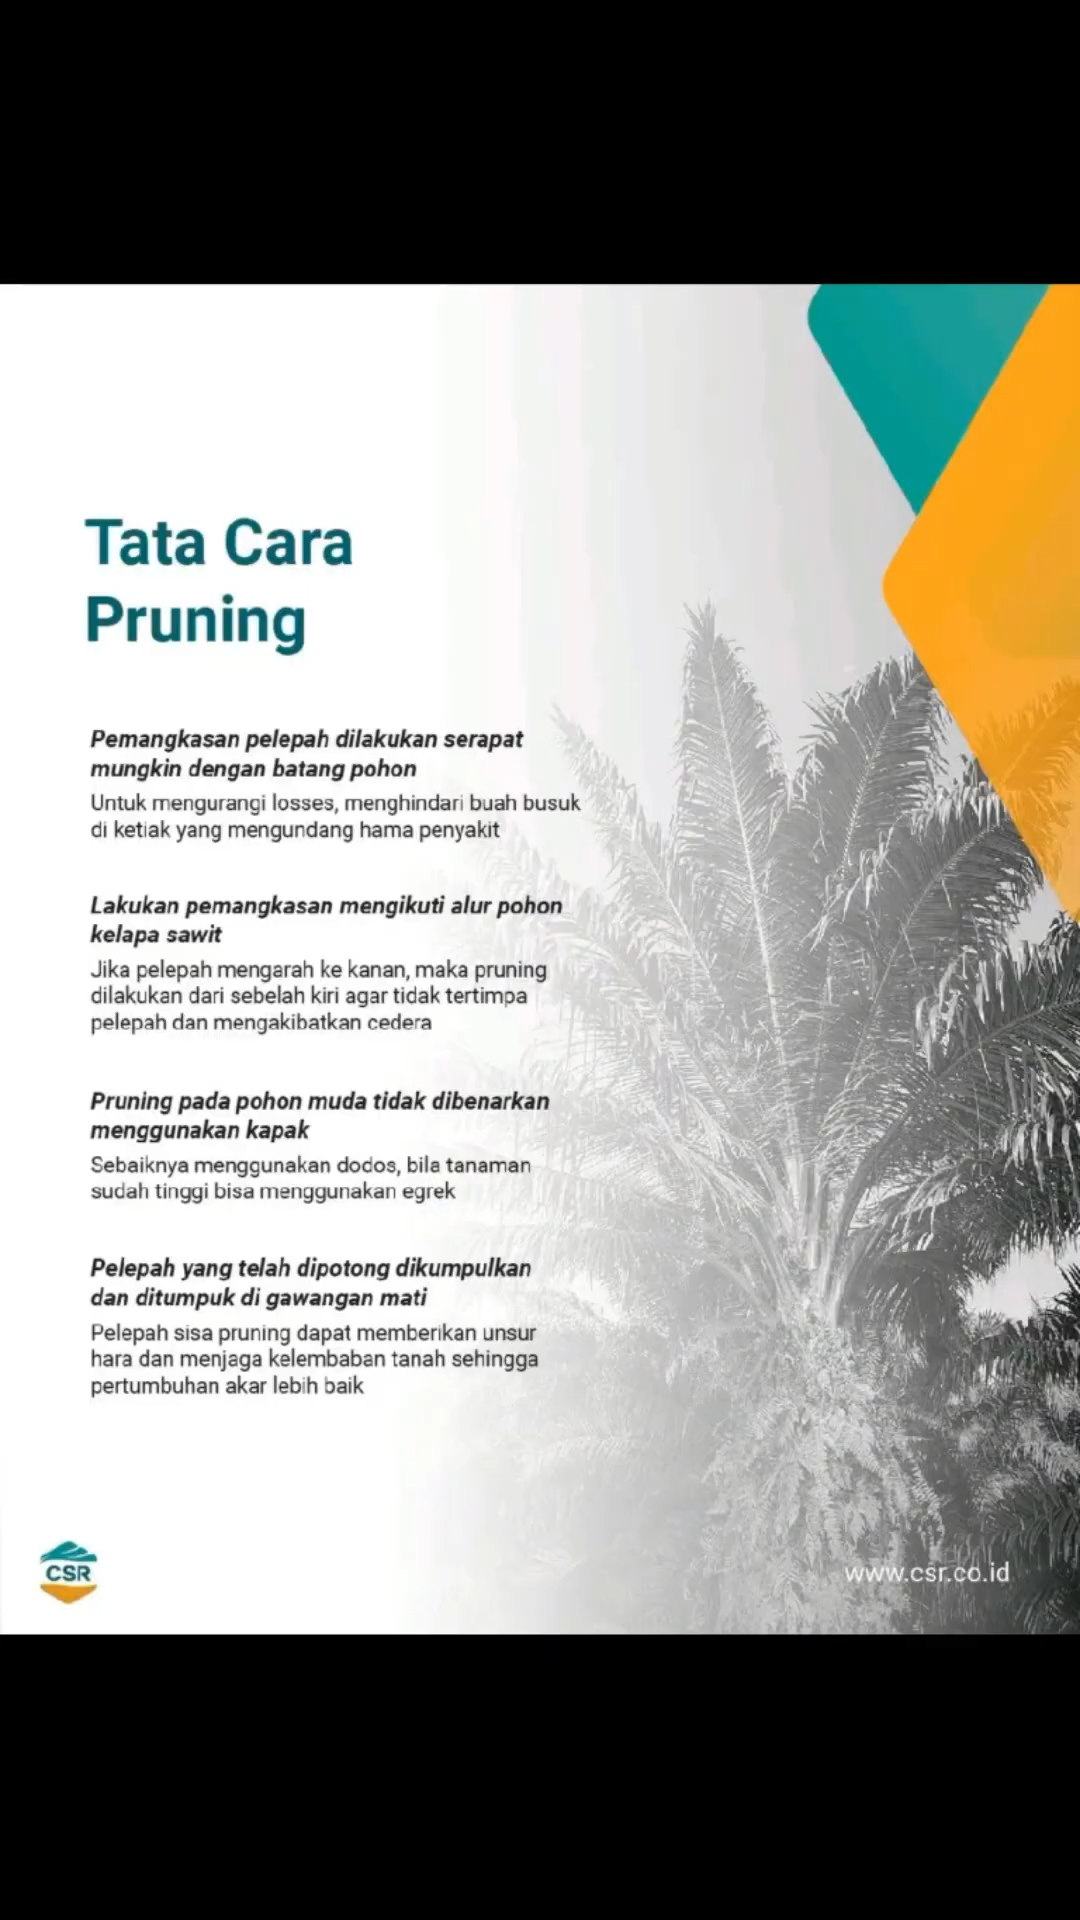 Tata Cara
Pruning
Pemangkasan pelepah dilakukan serapat
mungkin dengan batang pohon
Untuk mengurangi losses, menghindari buah busuk
di ketiak yang mengundang hama penyakit
Lakukan pemangkasan mengikuti alur pohon
kelapa sawit
Jika pelepah mengarah ke kanan, maka pruning
dilakukan dari sebelah kiri agar tidak tertimpa
pelepah dan mengakibatkan cedera
Pruning pada pohon muda tidak dibenarkan
menggunakan kapak
Sebaiknya menggunakan dodos, bila tanaman
sudah tinggi bisa menggunakan egrek
Pelepah yang telah dipotong dikumpulkan
dan ditumpuk di gawangan mati
Pelepah sisa pruning dapat memberikan unsur
hara dan menjaga kelembaban tanah sehingga
pertumbuhan akar lebih baik
CSR
www.csr.co.id